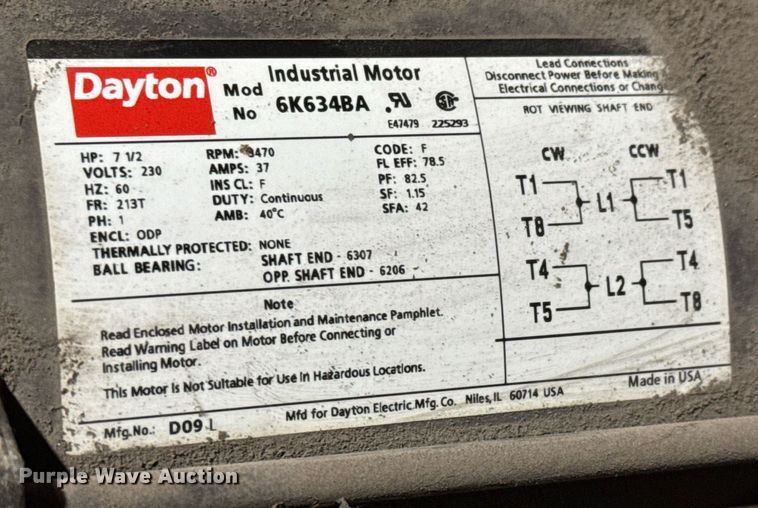 Dayton®
Industrial Motor
Mod No 6K634BA
E47479 225293
HP: 7 1/2
VOLTS: 230
HZ: 60
FR: 213T
PH: 1
ENCL: ODP
RPM: 3470
AMPS: 37
INS CL: F
DUTY: Continuous
AMB: 40°C
CODE: F
FL EFF: 78.5
PF: 82.5
SF: 1.15
SFA: 42
THERMALLY PROTECTED: NONE
BALL BEARING: SHAFT END - 6307
OPP. SHAFT END - 6206
Note
Read Enclosed Motor Installation and Maintenance Pamphlet.
Read Warning Label on Motor Before Connecting or
Installing Motor.
This Motor is Not Suitable for Use in Hazardous Locations.
Mfg.No: D09
Mfd for Dayton Electric Mfg. Co. Niles, IL 60714 USA
Lead Connections
Disconnect Power Before Making
Electrical Connections or
ROT VIEWING SHAFT END
CW CCW
T1 L1 T1
T8 T5
T4 L2 T4
T5 T8
Made in USA
Purple Wave Auction